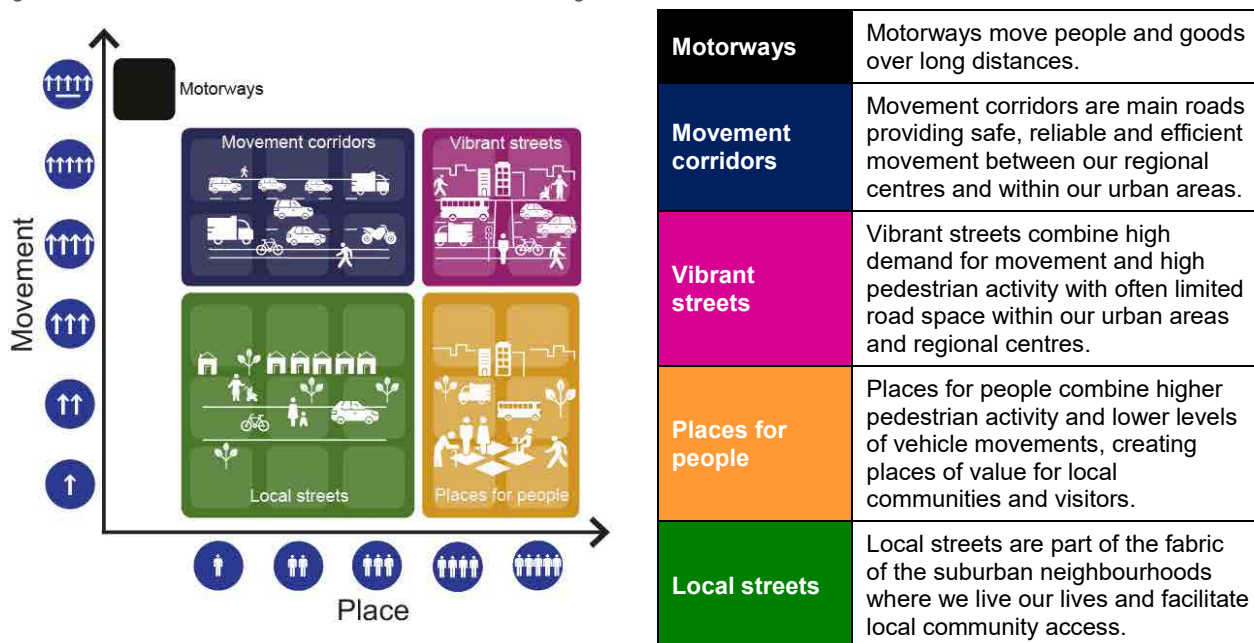 Motorways
Movement corridors
Vibrant streets
Local streets
Places for people
Movement
Place
Motorways
Motorways move people and goods
over long distances.
Movement
corridors
Movement corridors are main roads
providing safe, reliable and efficient
movement between our regional
centres and within our urban areas.
Vibrant
streets
Vibrant streets combine high
demand for movement and high
pedestrian activity with often limited
road space within our urban areas
and regional centres.
Places for
people
Places for people combine higher
pedestrian activity and lower levels
of vehicle movements, creating
places of value for local
communities and visitors.
Local streets
Local streets are part of the fabric
of the suburban neighbourhoods
where we live our lives and facilitate
local community access.